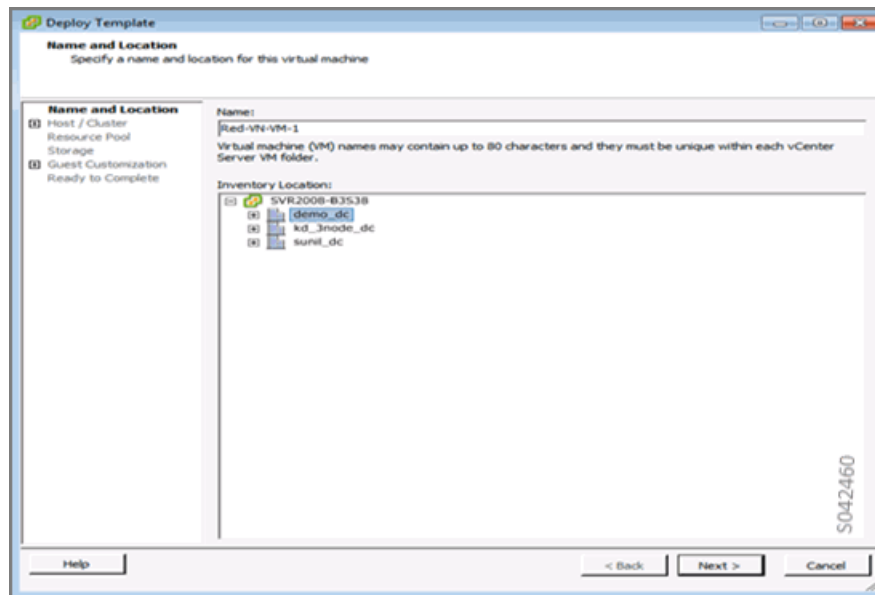 Deploy Template
Name and Location
Specify a name and location for this virtual machine
Name and Location
Host / Cluster
Resource Pool
Storage
Guest Customization
Ready to Complete
Name:
Red-VN-VM-1
Virtual machine (VM) names may contain up to 80 characters and they must be unique within each vCenter
Server VM folder.
Inventory Location:
SVR2008-B3S38
demo_dc
kd_3node_dc
sunil_dc
S042460
Help
< Back
Next >
Cancel